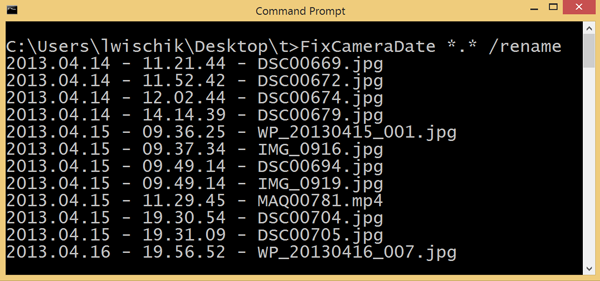 Command Prompt
C:\Users\lwischik\Desktop\t>FixCameraDate *.* /rename
2013.04.14 - 11.21.44 - DSC00669.jpg
2013.04.14 - 11.52.42 - DSC00672.jpg
2013.04.14 - 12.02.44 - DSC00674.jpg
2013.04.14 - 14.14.39 - DSC00679.jpg
2013.04.15 - 09.36.25 - WP_20130415_001.jpg
2013.04.15 - 09.37.34 - IMG_0916.jpg
2013.04.15 - 09.49.14 - DSC00694.jpg
2013.04.15 - 09.49.14 - IMG_0919.jpg
2013.04.15 - 11.29.45 - MAQ00781.mp4
2013.04.15 - 19.30.54 - DSC00704.jpg
2013.04.15 - 19.31.09 - DSC00705.jpg
2013.04.16 - 19.56.52 - WP_20130416_007.jpg